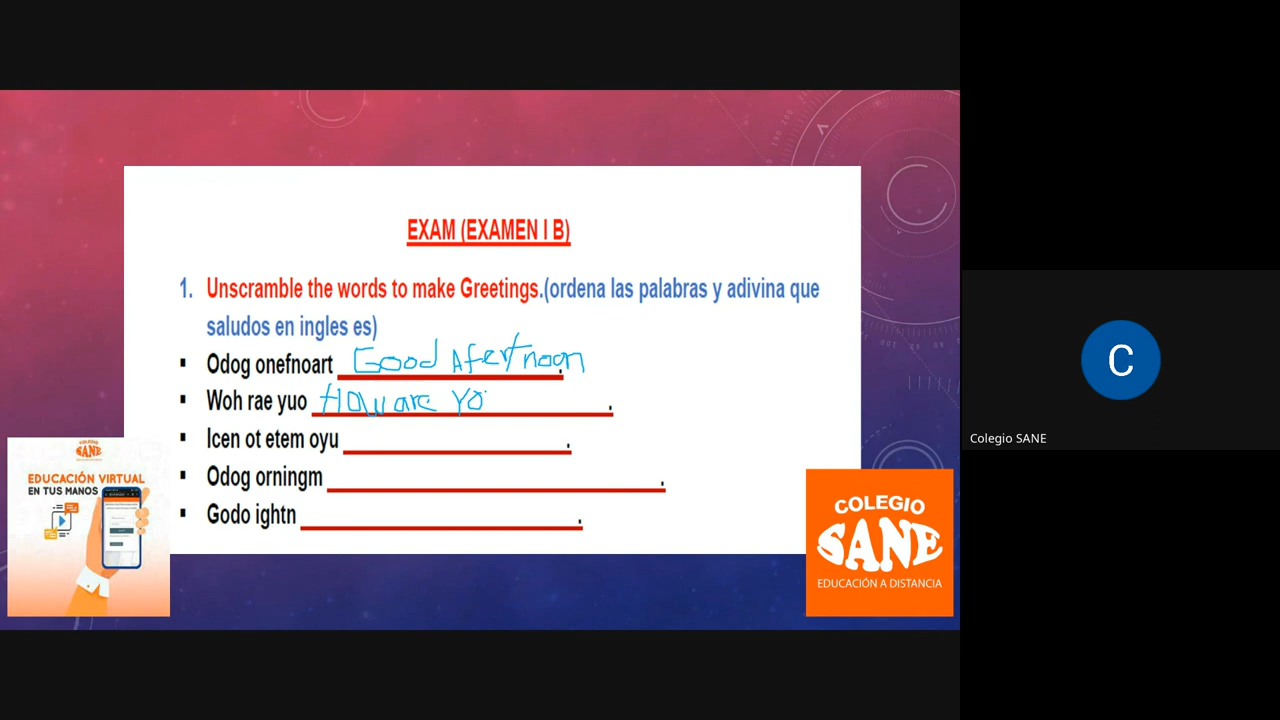 EXAM (EXAMEN I B)
1. Unscramble the words to make Greetings.(ordena las palabras y adivina que
saludos en ingles es)
▪ Odog onefnoart Good Afertnoon.
▪ Woh rae yuo How are Yo.
▪ Icen ot etem oyu .
▪ Odog orningm .
▪ Godo ightn .
COLEGIO
SANE
EDUCACIÓN VIRTUAL
EN TUS MANOS
COLEGIO
SANE
EDUCACIÓN A DISTANCIA
C
Colegio SANE